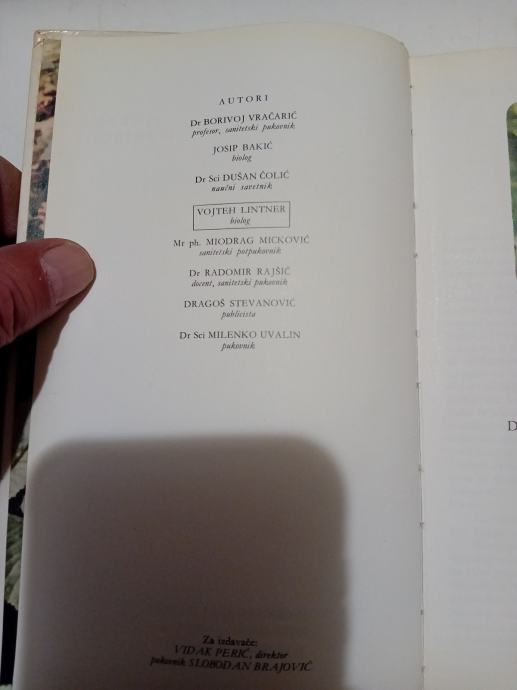 AUTORI
Dr BORIVOJ VRAČARIĆ
profesor, sanitetski pukovnik
JOSIP BAKIĆ
biolog
Dr Sci DUŠAN ČOLIĆ
naučni savetnik
VOJTEH LINTNER
biolog
Mr ph. MIODRAG MICKOVIĆ
sanitetski potpukovnik
Dr RADOMIR RAJŠIĆ
docent, sanitetski pukovnik
DRAGOŠ STEVANOVIĆ
publicista
Dr Sci MILENKO UVALIN
pukovnik
Za izdavače:
VIDAK PERIĆ, direktor
pukovnik SLOBODAN BRAJOVIĆ
D